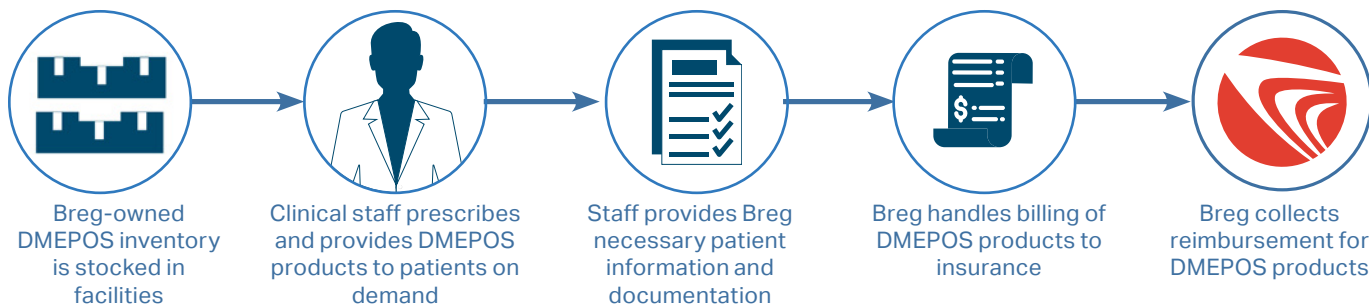 Breg-owned
DMEPOS inventory
is stocked in
facilities
Clinical staff prescribes
and provides DMEPOS
products to patients on
demand
Staff provides Breg
necessary patient
information and
documentation
$
Breg handles billing of
DMEPOS products to
insurance
Breg collects
reimbursement for
DMEPOS products